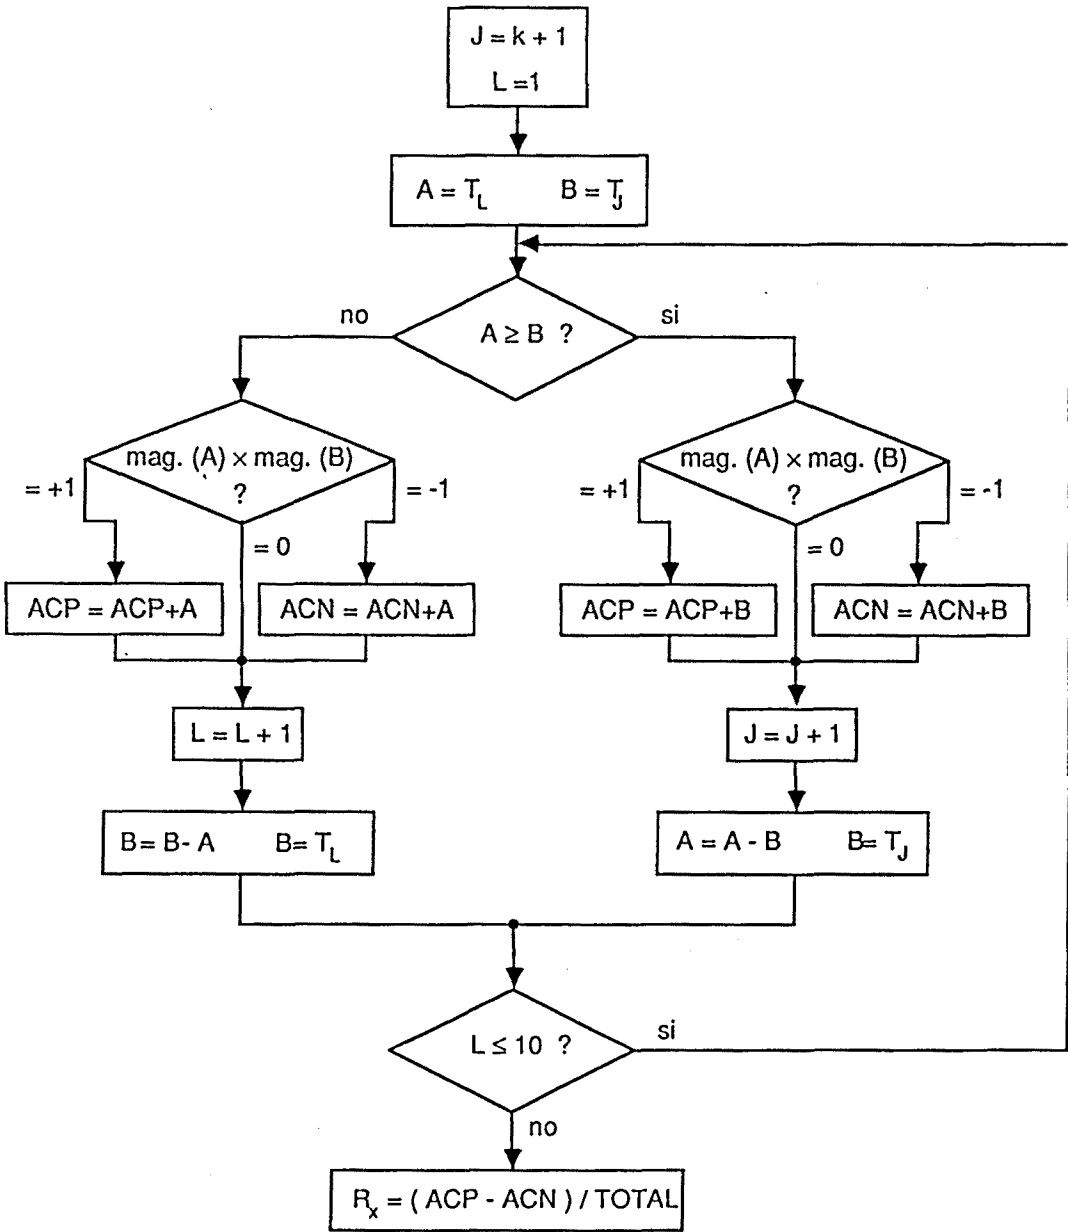 J = k + 1
L =1
A = T_L B = T_J
A ≥ B ?
no
si
mag. (A) × mag. (B)
?
= +1
= -1
= 0
mag. (A) × mag. (B)
?
= +1
= -1
= 0
ACP = ACP+A
ACN = ACN+A
ACP = ACP+B
ACN = ACN+B
L = L + 1
J = J + 1
B = B - A B = T_L
A = A - B B = T_J
L ≤ 10 ?
si
no
R_x = ( ACP - ACN ) / TOTAL